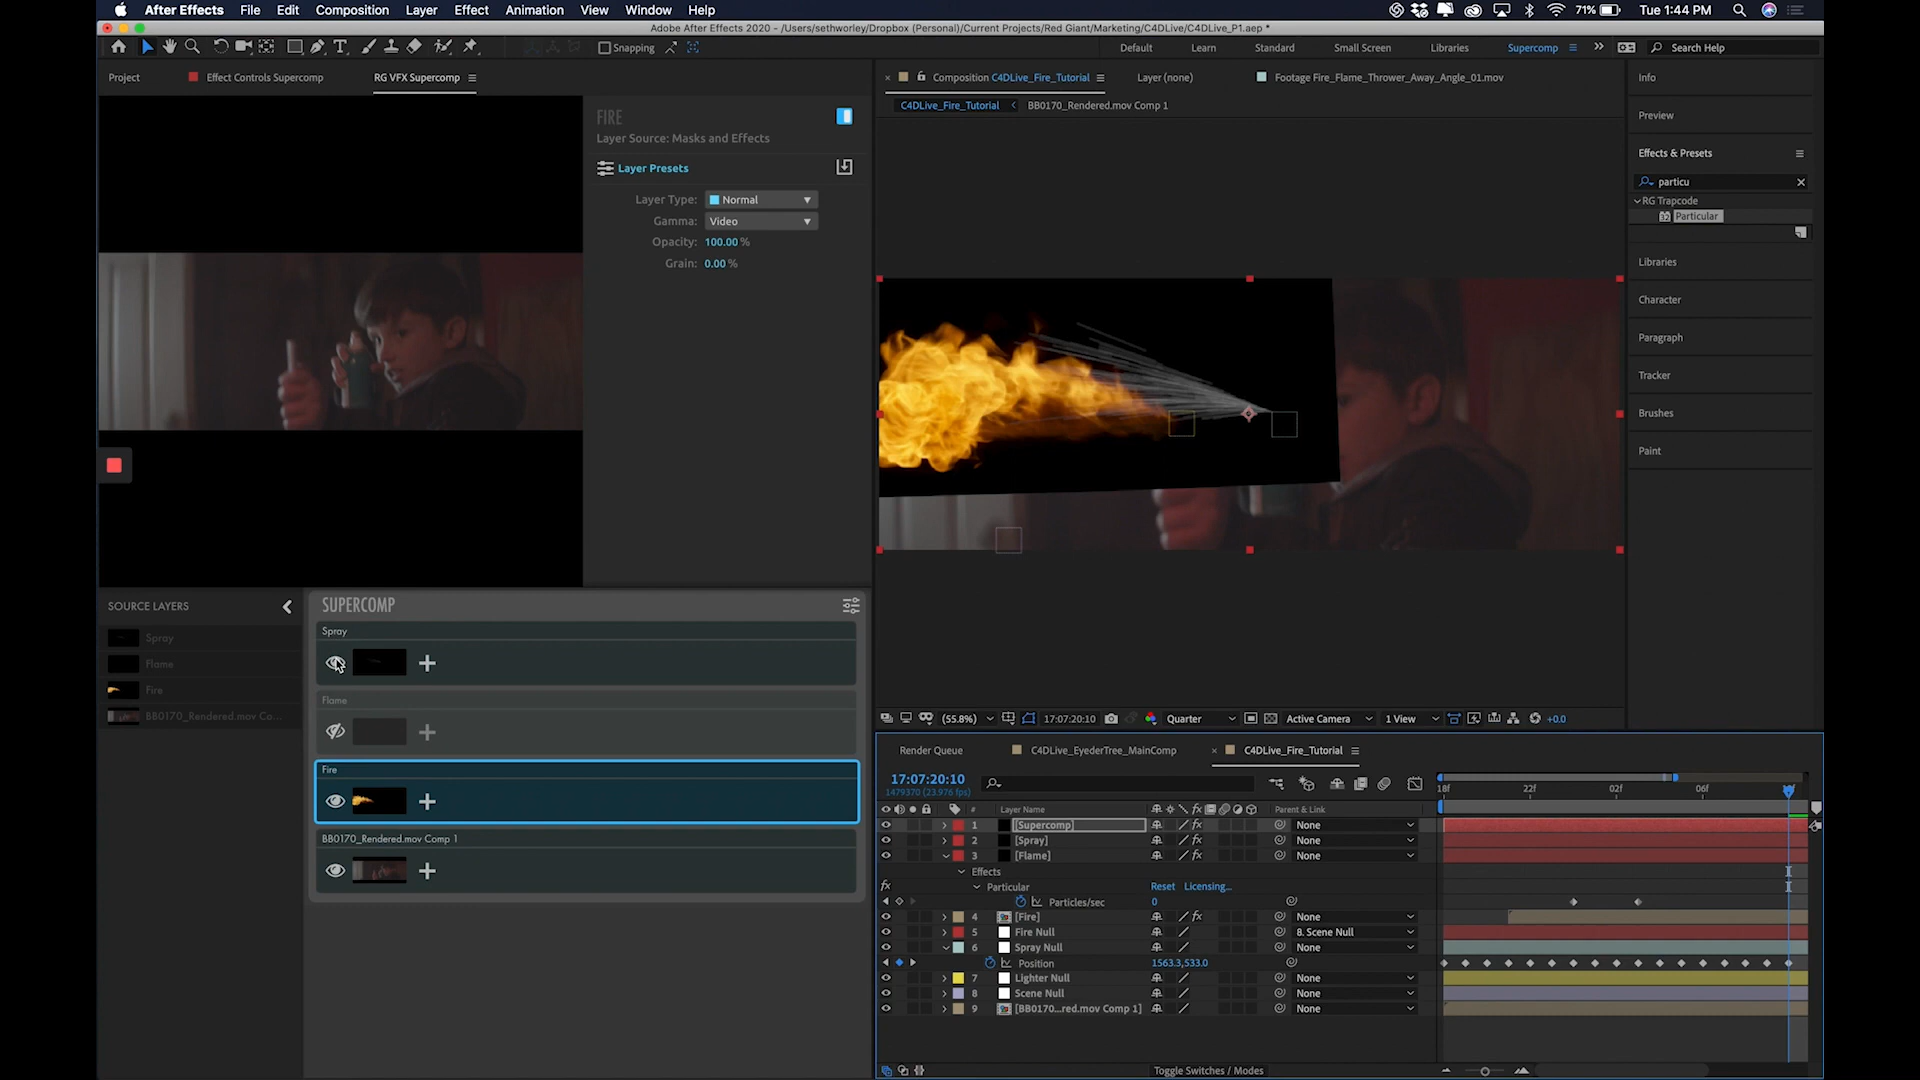 After Effects File Edit Composition Layer Effect Animation View Window Help 71% Tue 1:44 PM
Adobe After Effects 2020 - /Users/sethworley/Dropbox (Personal)/Current Projects/Red Giant/Marketing/C4DLive/C4DLive_P1.aep *
Snapping Default Learn Standard Small Screen Libraries Supercomp Search Help
Project Effect Controls Supercomp RG VFX Supercomp
Composition C4DLive_Fire_Tutorial Layer (none) Footage Fire_Flame_Thrower_Away_Angle_01.mov
C4DLive_Fire_Tutorial BB0170_Rendered.mov Comp 1
FIRE
Layer Source: Masks and Effects
Layer Presets
Layer Type: Normal
Gamma: Video
Opacity: 100.00 %
Grain: 0.00 %
Info
Preview
Effects & Presets
particu
RG Trapcode
Particular
Libraries
Character
Paragraph
Tracker
Brushes
Paint
SOURCE LAYERS
Spray
Flame
Fire
BB0170_Rendered.mov Co...
SUPERCOMP
Spray
Flame
Fire
BB0170_Rendered.mov Comp 1
(55.8%) 17:07:20:10 Quarter Active Camera 1 View +0.0
Render Queue C4DLive_EyederTree_MainComp C4DLive_Fire_Tutorial
17:07:20:10
1479370 (23.976 fps)
18f 22f 02f 06f
# Layer Name Parent & Link
1 [Supercomp] None
2 [Spray] None
3 [Flame] None
Effects
Particular Reset Licensing...
Particles/sec 0
4 [Fire] None
5 Fire Null 8. Scene Null
6 Spray Null None
Position 1563.3,533.0
7 Lighter Null None
8 Scene Null None
9 [BB0170...red.mov Comp 1] None
Toggle Switches / Modes